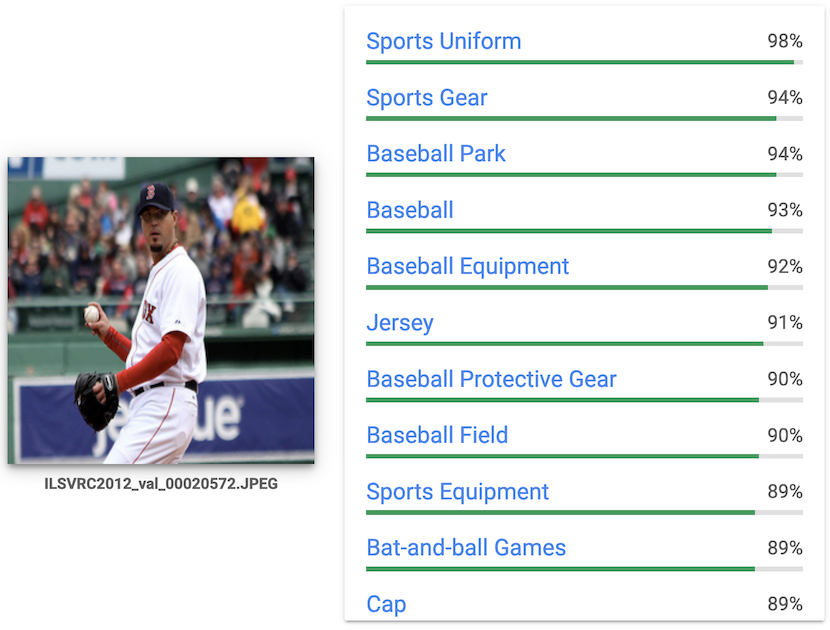 Sports Uniform 98%
Sports Gear 94%
Baseball Park 94%
Baseball 93%
Baseball Equipment 92%
Jersey 91%
Baseball Protective Gear 90%
Baseball Field 90%
Sports Equipment 89%
Bat-and-ball Games 89%
Cap 89%
B
X
ILSVRC2012_val_00020572.JPEG